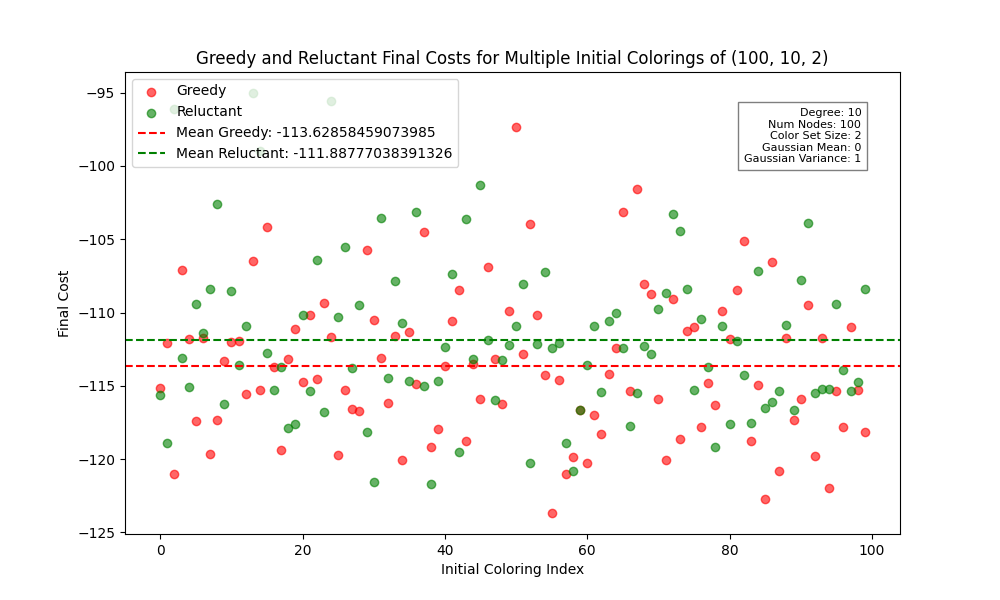 Greedy and Reluctant Final Costs for Multiple Initial Colorings of (100, 10, 2)
Greedy
Reluctant
Mean Greedy: -113.62858459073985
Mean Reluctant: -111.88777038391326
Degree: 10
Num Nodes: 100
Color Set Size: 2
Gaussian Mean: 0
Gaussian Variance: 1
Final Cost
−95
−100
−105
−110
−115
−120
−125
0
20
40
60
80
100
Initial Coloring Index